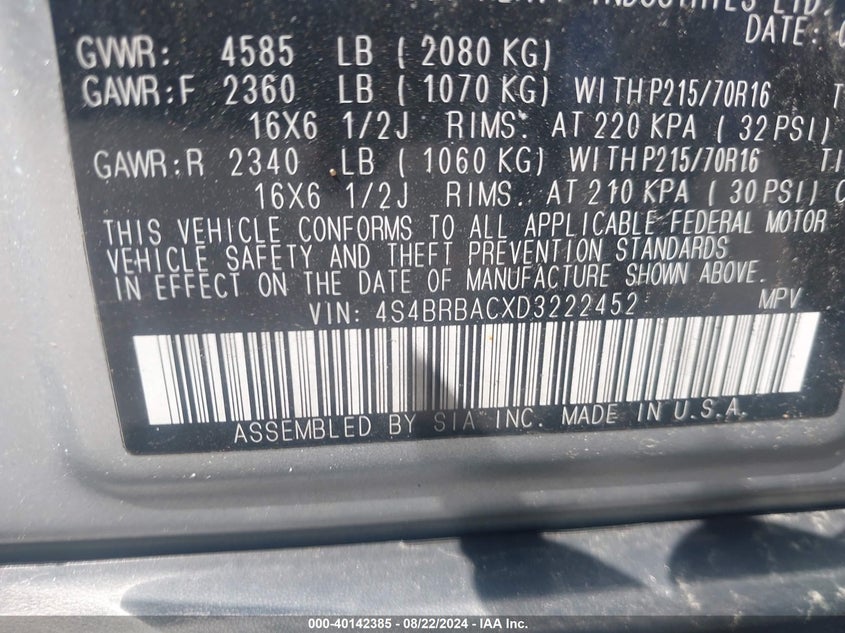 INDUSTRIES LTD.
DATE:
GVWR: 4585 LB ( 2080 KG)
GAWR:F 2360 LB ( 1070 KG) WITH P215/70R16
16X6 1/2J RIMS. AT 220 KPA ( 32 PSI)
GAWR:R 2340 LB ( 1060 KG) WITH P215/70R16
16X6 1/2J RIMS. AT 210 KPA ( 30 PSI)
THIS VEHICLE CONFORMS TO ALL APPLICABLE FEDERAL MOTOR
VEHICLE SAFETY AND THEFT PREVENTION STANDARDS
IN EFFECT ON THE DATE OF MANUFACTURE SHOWN ABOVE.
VIN: 4S4BRBACXD3222452 MPV
ASSEMBLED BY SIA INC. MADE IN U.S.A.
000-40142385 - 08/22/2024 - IAA, Inc.